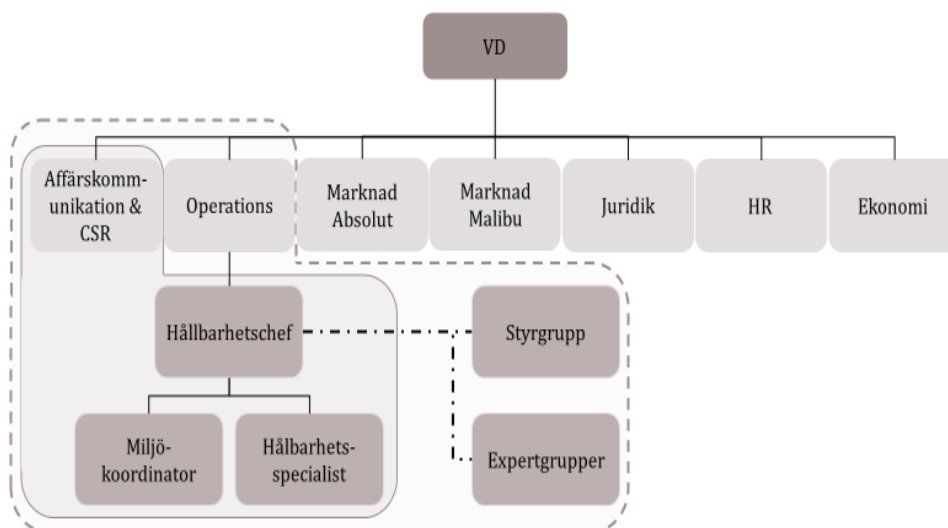 VD
Affärskomm-
unikation &
CSR
Operations
Marknad
Absolut
Marknad
Malibu
Juridik
HR
Ekonomi
Hållbarhetschef
Styrgrupp
Miljö-
koordinator
Hålbarhets-
specialist
Expertgrupper